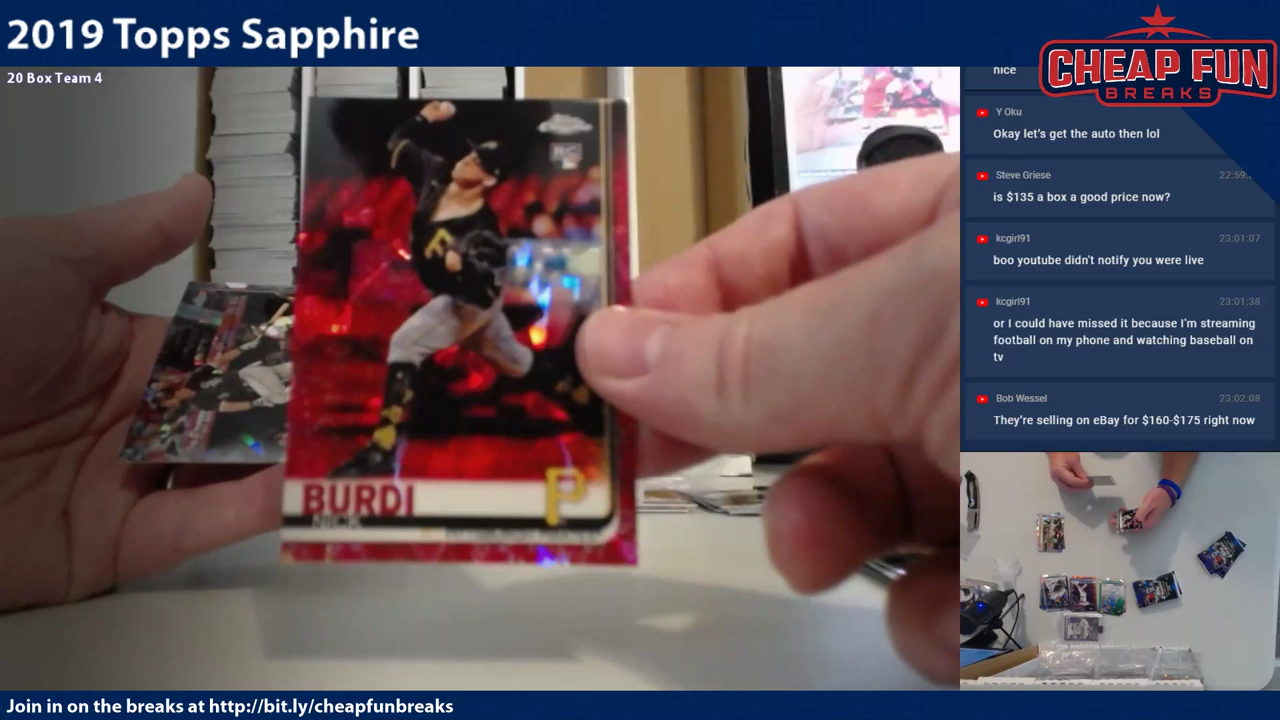 2019 Topps Sapphire
20 Box Team 4
CHEAP FUN
BREAKS
nice
Y Oku
Okay let's get the auto then lol
Steve Griese 22:59
is $135 a box a good price now?
kcgirl91 23:01:07
boo youtube didn't notify you were live
kcgirl91 23:01:38
or I could have missed it because I'm streaming
football on my phone and watching baseball on
tv
Bob Wessel 23:02:08
They're selling on eBay for $160-$175 right now
RC
P
BURDI
NICK
P
Join in on the breaks at http://bit.ly/cheapfunbreaks